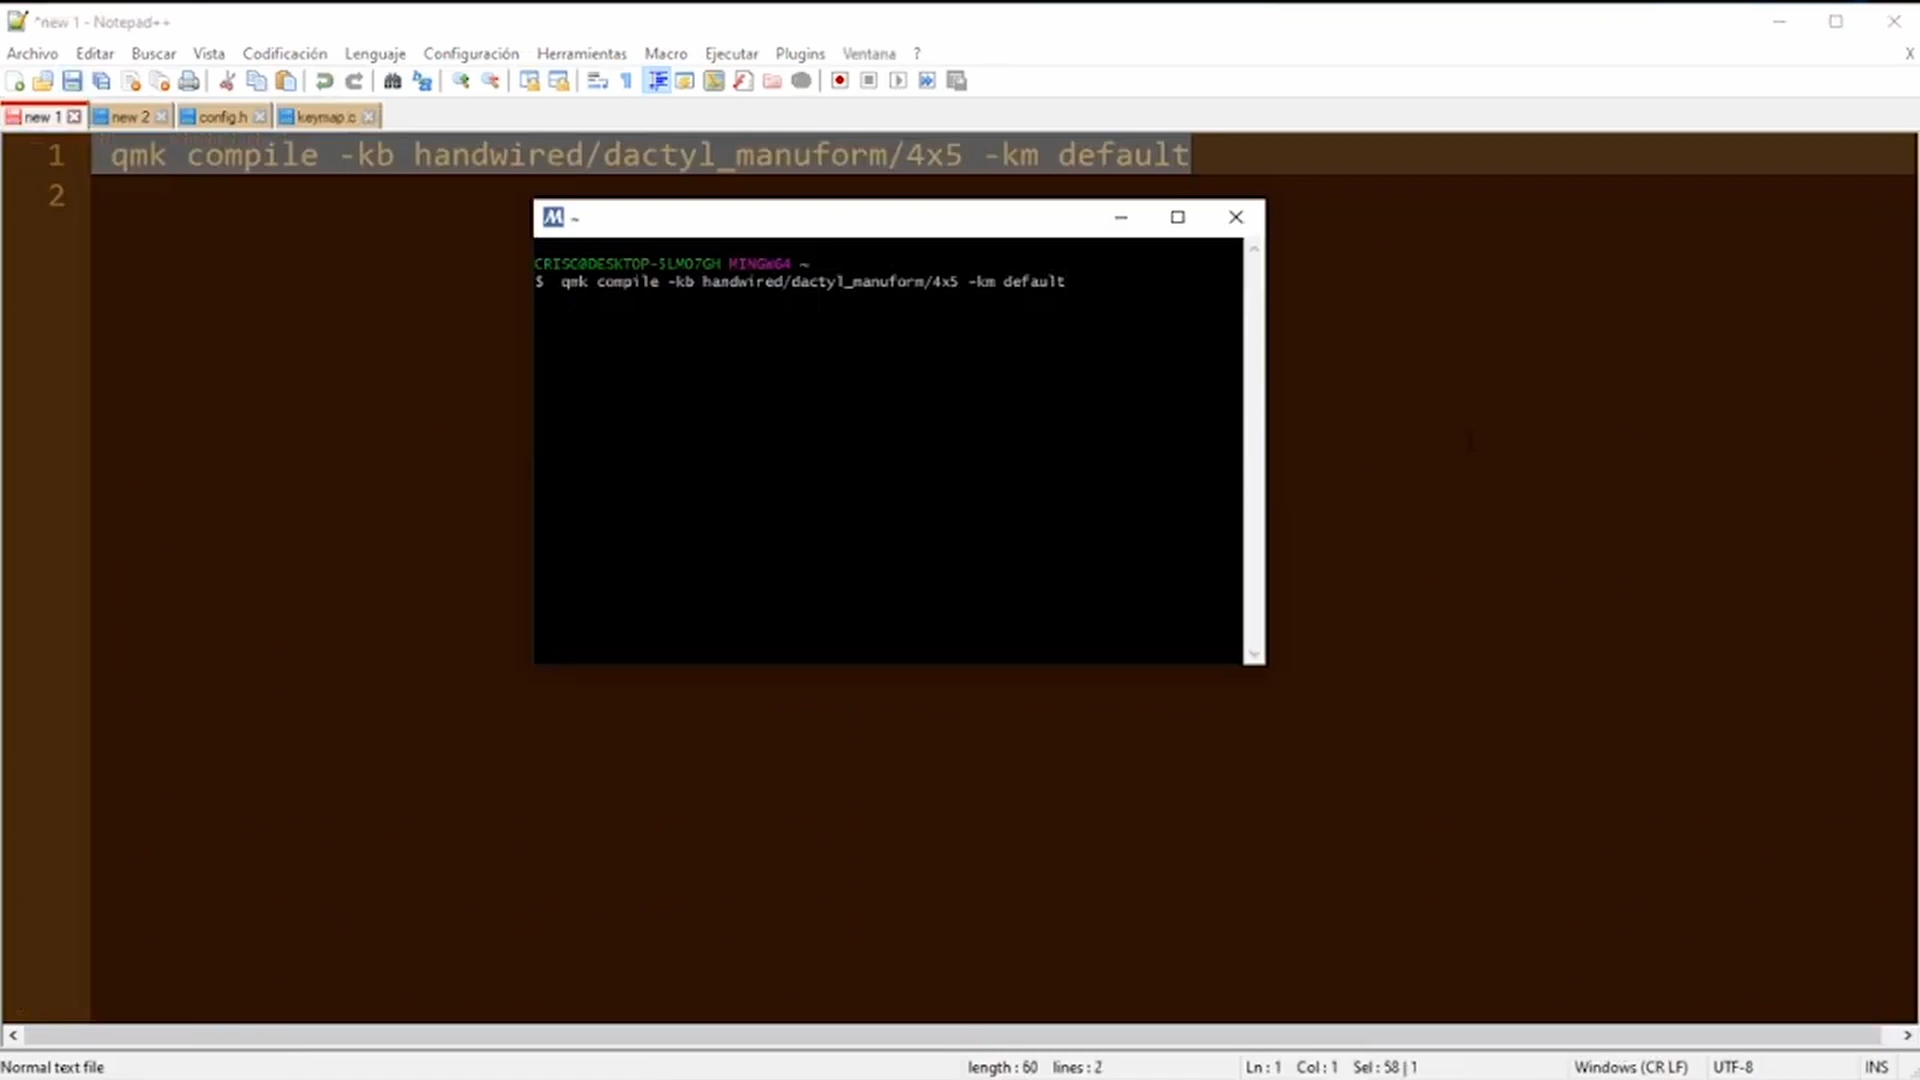 *new 1 - Notepad++
Archivo Editar Buscar Vista Codificación Lenguaje Configuración Herramientas Macro Ejecutar Plugins Ventana ? X
new 1 new 2 config.h keymap.c
1 qmk compile -kb handwired/dactyl_manuform/4x5 -km default
2
~
CRISC@DESKTOP-5LMO7GH MINGW64 ~
$ qmk compile -kb handwired/dactyl_manuform/4x5 -km default
Normal text file length : 60 lines : 2 Ln : 1 Col : 1 Sel : 58 | 1 Windows (CR LF) UTF-8 INS